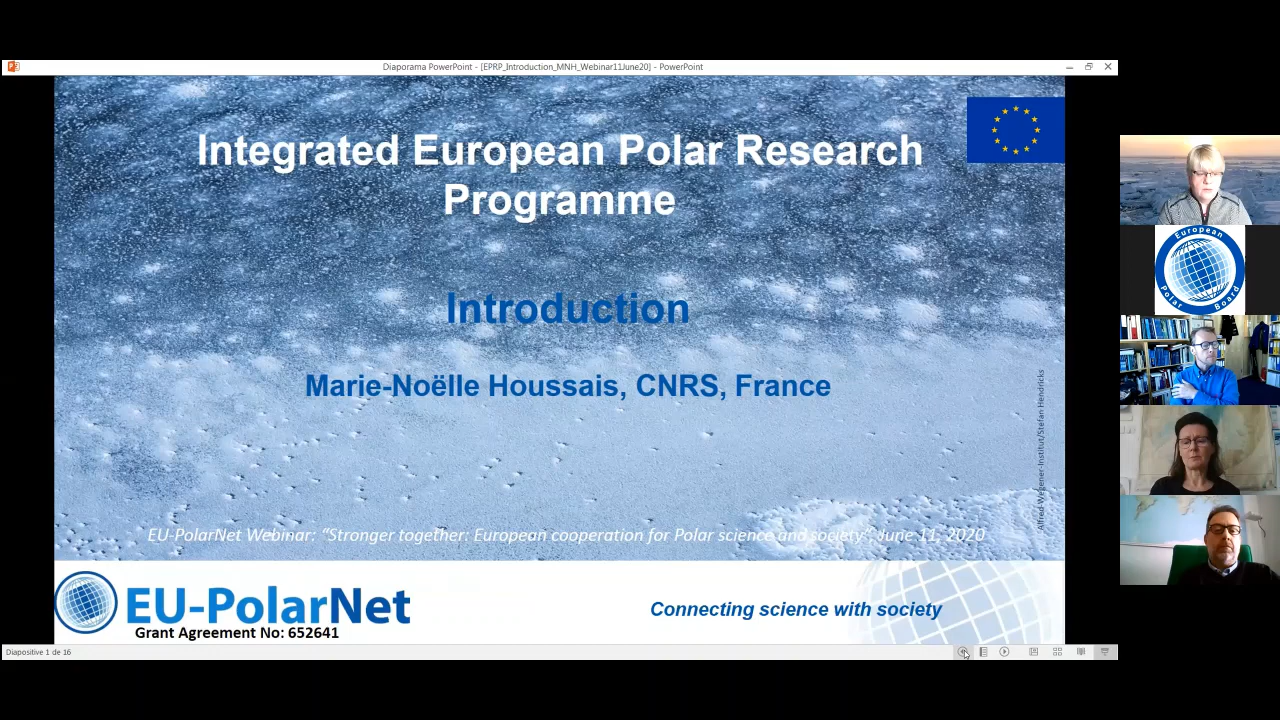 Diaporama PowerPoint - [EPRP_Introduction_MNH_Webinar11June20] - PowerPoint
Integrated European Polar Research
Programme
Introduction
Marie-Noëlle Houssais, CNRS, France
Alfred-Wegener-Institut/Stefan Hendricks
EU-PolarNet Webinar: “Stronger together: European cooperation for Polar science and society”, June 11, 2020
EU-PolarNet
Grant Agreement No: 652641
Connecting science with society
Diapositive 1 de 16
European
Polar Board